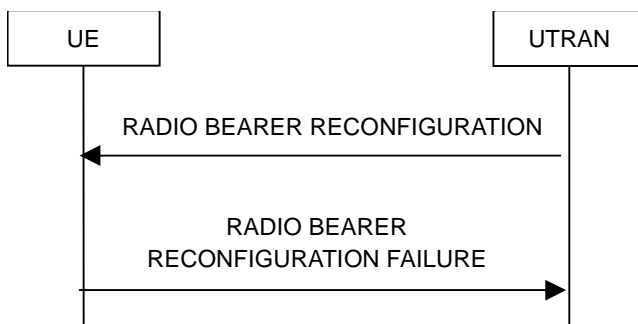 UE
UTRAN
RADIO BEARER RECONFIGURATION
RADIO BEARER
RECONFIGURATION FAILURE